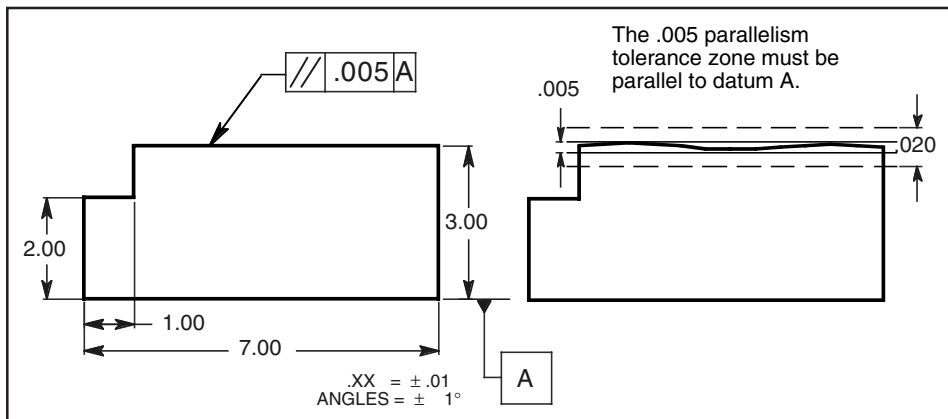 // .005 A
The .005 parallelism
tolerance zone must be
parallel to datum A.
.005
.020
2.00
3.00
1.00
7.00
A
.XX = ± .01
ANGLES = ± 1°